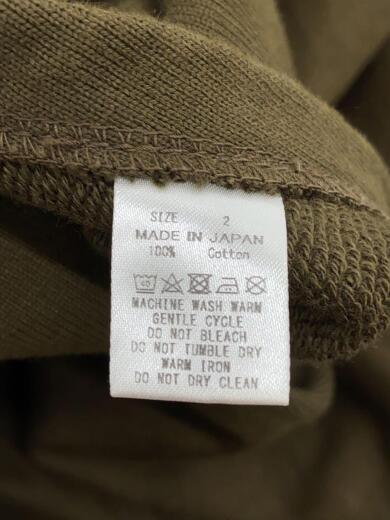 SIZE 2
MADE IN JAPAN
100% Cotton
40
MACHINE WASH WARM
GENTLE CYCLE
DO NOT BLEACH
DO NOT TUMBLE DRY
WARM IRON
DO NOT DRY CLEAN